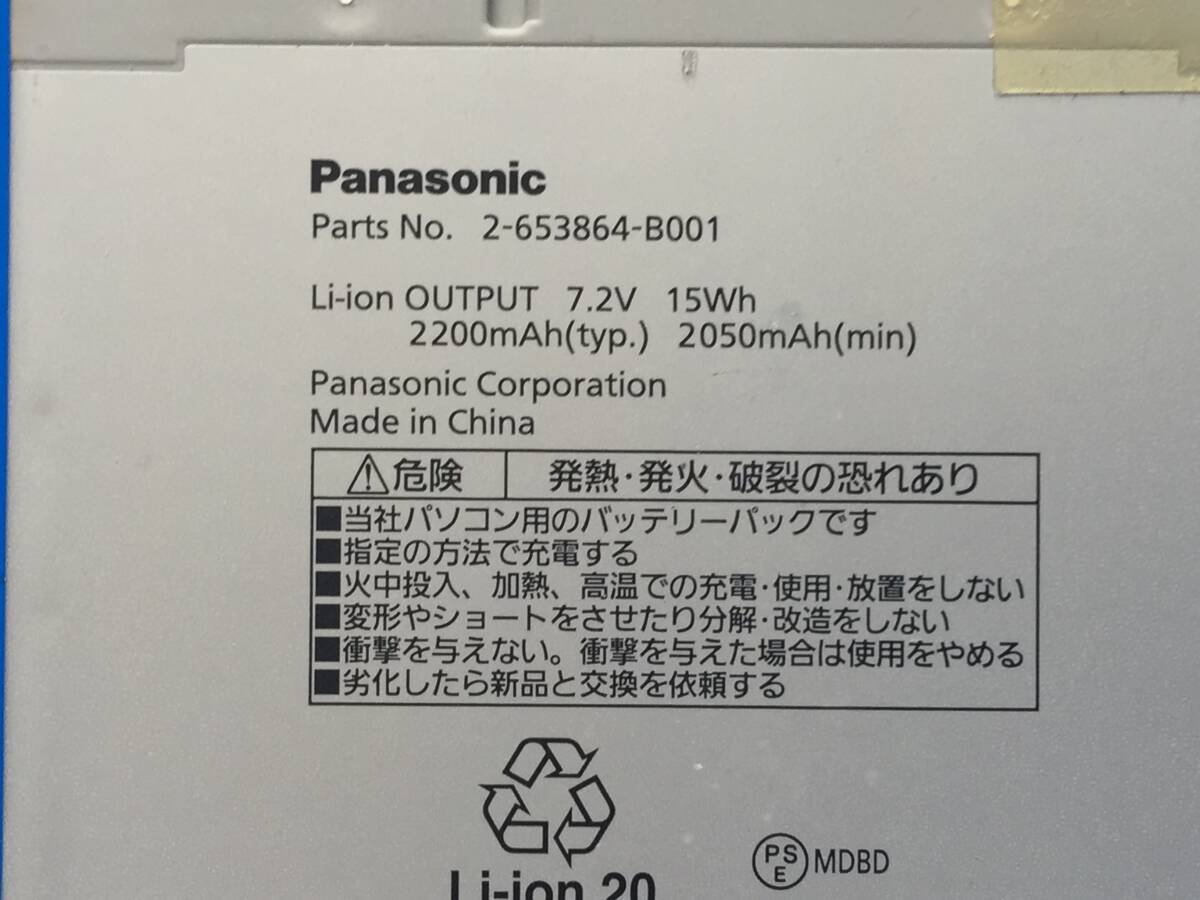 Panasonic
Parts No. 2-653864-B001
Li-ion OUTPUT 7.2V 15Wh
2200mAh(typ.) 2050mAh(min)
Panasonic Corporation
Made in China
⚠危険 発熱・発火・破裂の恐れあり
■当社パソコン用のバッテリーパックです
■指定の方法で充電する
■火中投入、加熱、高温での充電・使用・放置をしない
■変形やショートをさせたり分解・改造をしない
■衝撃を与えない。衝撃を与えた場合は使用をやめる
■劣化したら新品と交換を依頼する
PSE MDBD
Li-ion 20